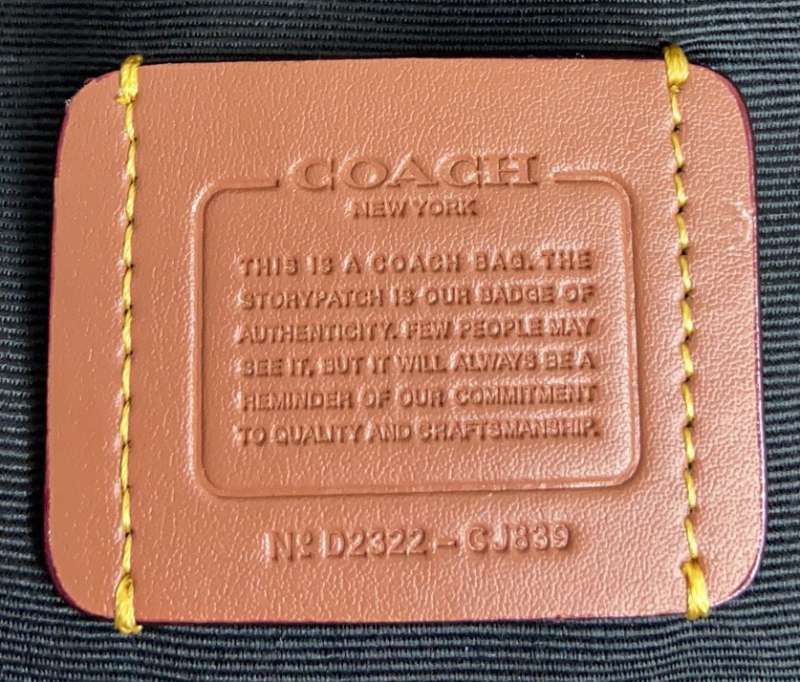 COACH
NEW YORK
THIS IS A COACH BAG. THE
STORYPATCH IS OUR BADGE OF
AUTHENTICITY. FEW PEOPLE MAY
SEE IT, BUT IT WILL ALWAYS BE A
REMINDER OF OUR COMMITMENT
TO QUALITY AND CRAFTSMANSHIP.
Nº D2322 – CJ839